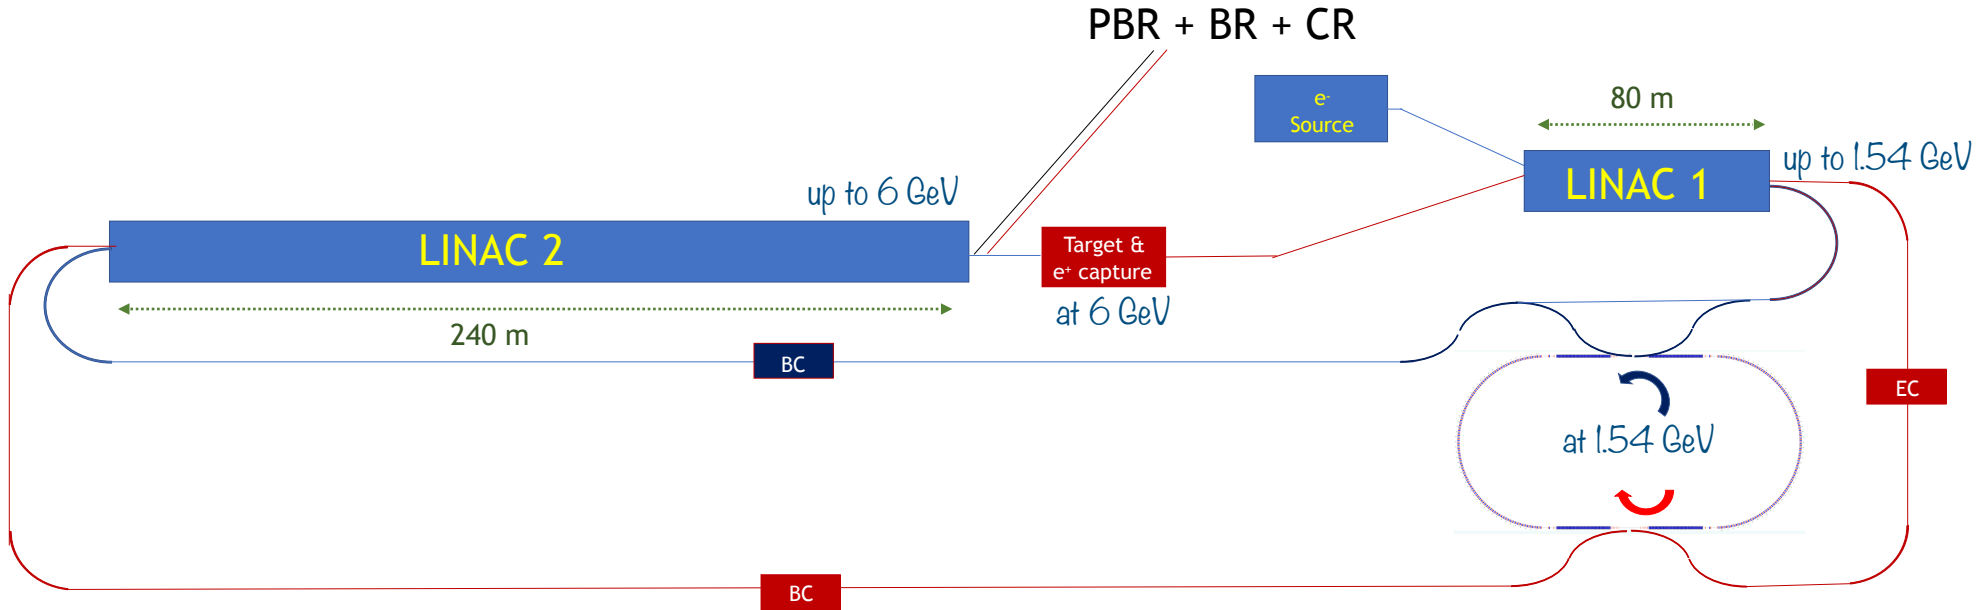 PBR + BR + CR
e-
Source
80 m
up to 1.54 GeV
LINAC 1
up to 6 GeV
LINAC 2
Target &
e+ capture
at 6 GeV
240 m
BC
EC
at 1.54 GeV
BC